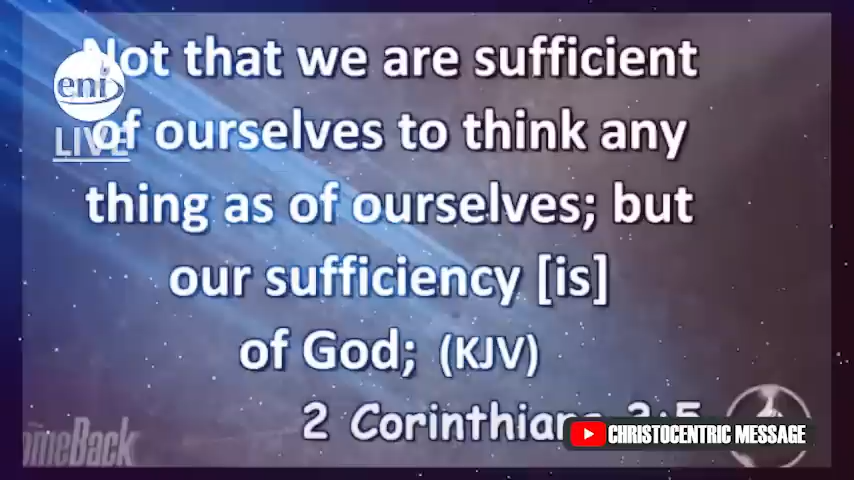 Not that we are sufficient
eni
LIVE
of ourselves to think any
thing as of ourselves; but
our sufficiency [is]
of God; (KJV)
2 Corinthians 3:5
CHRISTOCENTRIC MESSAGE
omeBack